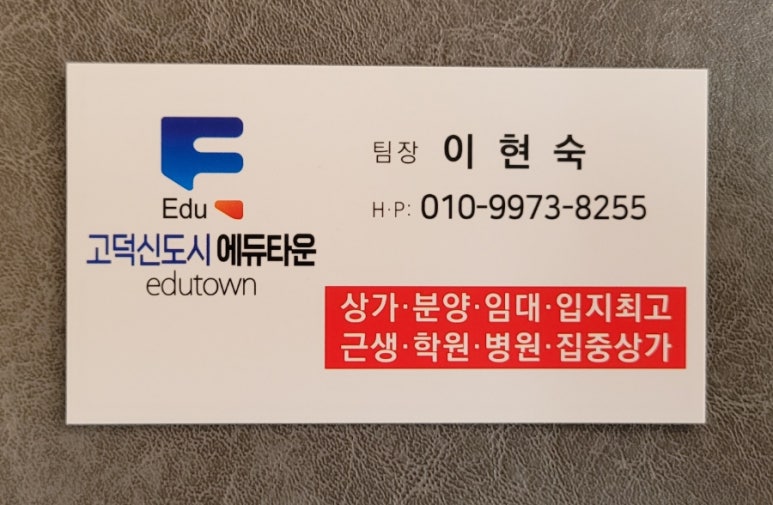 Edu
고덕신도시 에듀타운
edutown
팀장 이현숙
H·P: 010-9973-8255
상가·분양·임대·입지최고
근생·학원·병원·집중상가